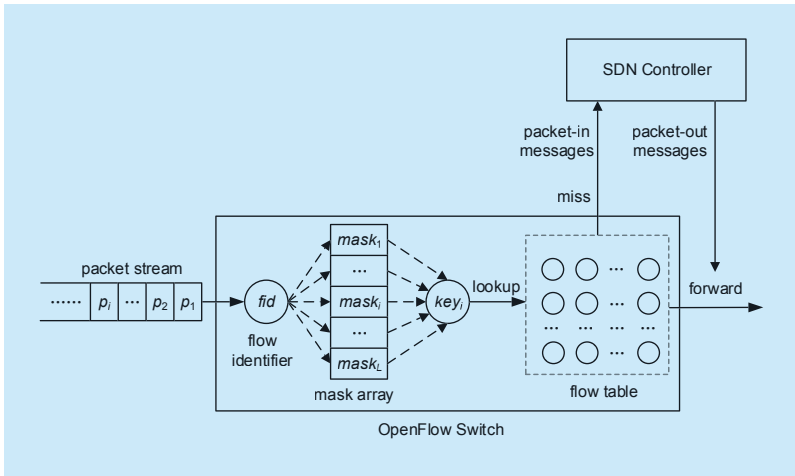 SDN Controller
packet-in
messages
packet-out
messages
miss
packet stream
...... p_i ... p_2 p_1
fid
flow
identifier
mask_1
...
mask_i
...
mask_L
mask array
key_i
lookup
...
...
... ... ...
...
flow table
forward
OpenFlow Switch